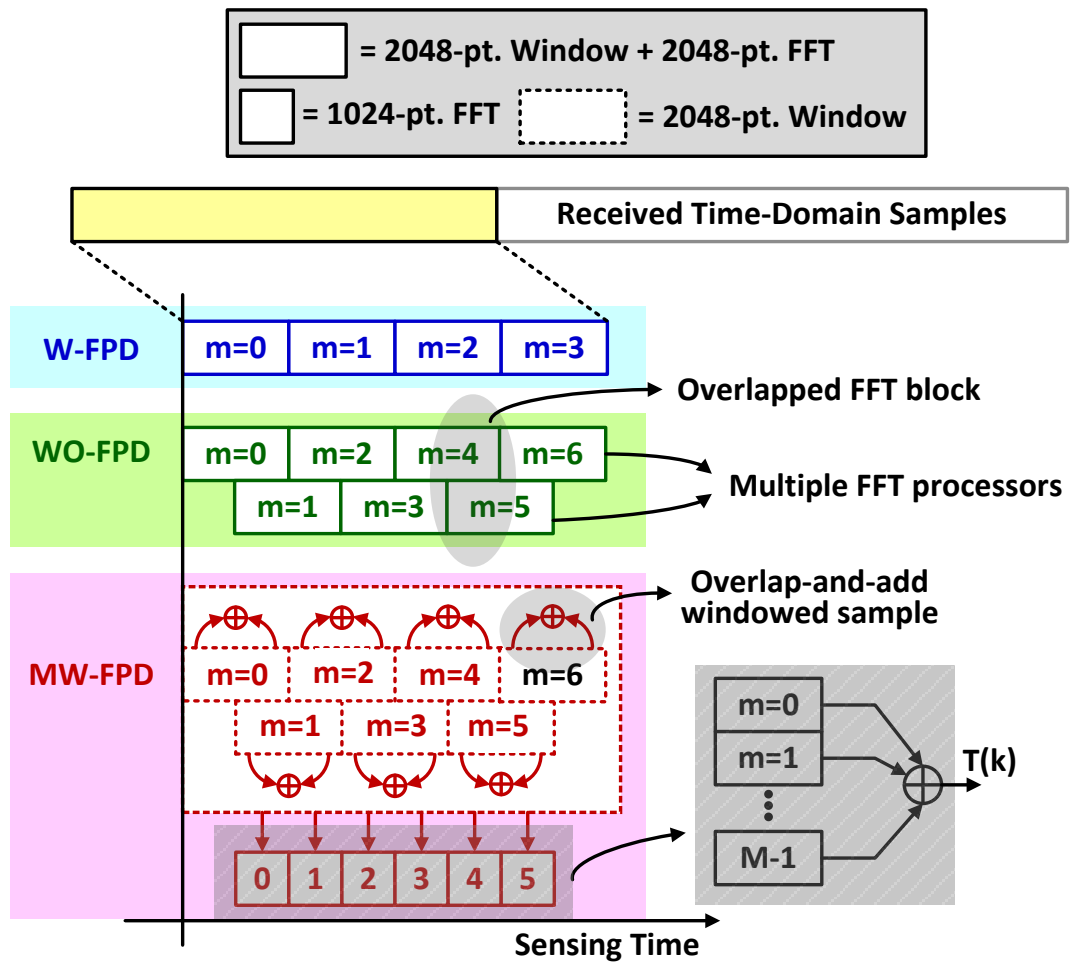 = 2048-pt. Window + 2048-pt. FFT
= 1024-pt. FFT
= 2048-pt. Window
Received Time-Domain Samples
W-FPD
m=0 m=1 m=2 m=3
Overlapped FFT block
WO-FPD
m=0 m=2 m=4 m=6
m=1 m=3 m=5
Multiple FFT processors
Overlap-and-add
windowed sample
MW-FPD
m=0 m=2 m=4 m=6
m=1 m=3 m=5
0 1 2 3 4 5
m=0
m=1
M-1
T(k)
Sensing Time